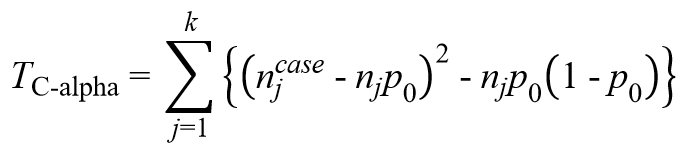 T_{C-alpha} = \sum_{j=1}^{k} \left\{ \left( n_j^{case} - n_j p_0 \right)^2 - n_j p_0 \left( 1 - p_0 \right) \right\}